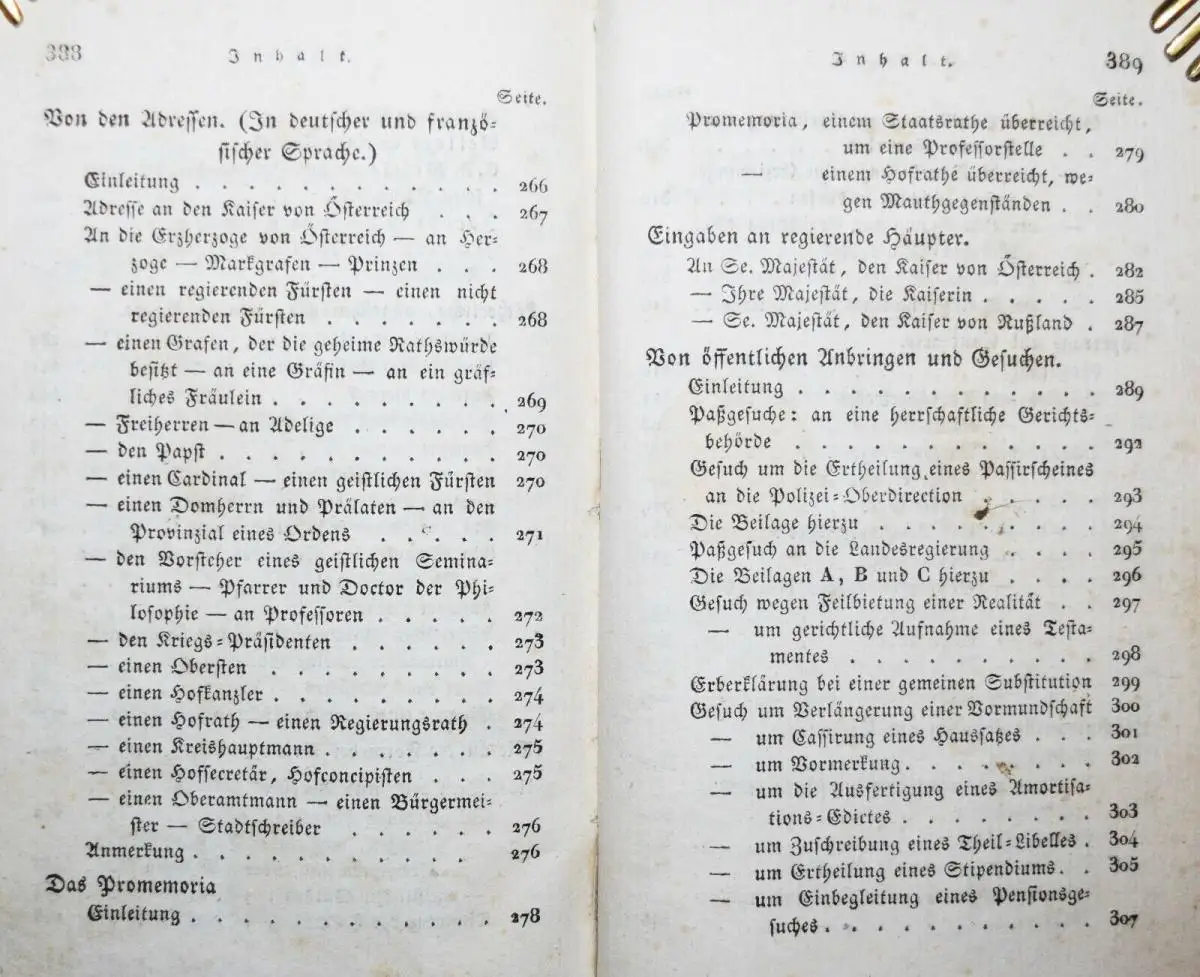 388 Inhalt.
Seite.
Von den Adressen. (In deutscher und franzö-
sischer Sprache.)
Einleitung . . . . . . . . . . . 266
Adresse an den Kaiser von Österreich . . . 267
An die Erzherzoge von Österreich — an Her-
zoge — Markgrafen — Prinzen . . . 268
— einen regierenden Fürsten — einen nicht
regierenden Fürsten . . . . . . . 268
— einen Grafen, der die geheime Rathswürde
besitzt — an eine Gräfin — an ein gräf-
liches Fräulein . . . . . . . . . 269
— Freiherren — an Adelige . . . . . . 270
— den Papst . . . . . . . . . . . 270
— einen Cardinal — einen geistlichen Fürsten 270
— einen Domherrn und Prälaten — an den
Provinzial eines Ordens . . . . . 271
— den Vorsteher eines geistlichen Semina-
riums — Pfarrer und Doctor der Phi-
losophie — an Professoren . . . . . 272
— den Kriegs-Präsidenten . . . . . . 273
— einen Obersten . . . . . . . . . 273
— einen Hofkanzler . . . . . . . . . 274
— einen Hofrath — einen Regierungsrath . 274
— einen Kreishauptmann . . . . . . . 275
— einen Hofsecretär, Hofconcipisten . . . 275
— einen Oberamtmann — einen Bürgermei-
ster — Stadtschreiber . . . . . . 276
Anmerkung . . . . . . . . . . . 276
Das Promemoria
Einleitung . . . . . . . . . . . 278
Inhalt. 389
Seite.
Promemoria, einem Staatsrathe überreicht,
um eine Professorstelle . . 279
— einem Hofrathe überreicht, we-
gen Mauthgegenständen . . 280
Eingaben an regierende Häupter.
An Se. Majestät, den Kaiser von Österreich . 282
— Ihre Majestät, die Kaiserin . . . . . 285
— Se. Majestät, den Kaiser von Rußland . 287
Von öffentlichen Anbringen und Gesuchen.
Einleitung . . . . . . . . . . . 289
Paßgesuche: an eine herrschaftliche Gerichts-
behörde . . . . . . . . . . . 292
Gesuch um die Ertheilung eines Passirscheines
an die Polizei-Oberdirection . . . . . 293
Die Beilage hierzu . . . . . . . . . 294
Paßgesuch an die Landesregierung . . . . 295
Die Beilagen A, B und C hierzu . . . . 296
Gesuch wegen Feilbietung einer Realität . . 297
— um gerichtliche Aufnahme eines Testa-
mentes . . . . . . . . . . 298
Erberklärung bei einer gemeinen Substitution 299
Gesuch um Verlängerung einer Vormundschaft 300
— um Cassirung eines Haussatzes . . . 301
— um Vormerkung . . . . . . . . 302
— um die Ausfertigung eines Amortisa-
tions-Edictes . . . . . . . . 303
— um Zuschreibung eines Theil-Libelles . 304
— um Ertheilung eines Stipendiums . . 305
— um Einbegleitung eines Pensionsge-
suches . . . . . . . . . . . 307